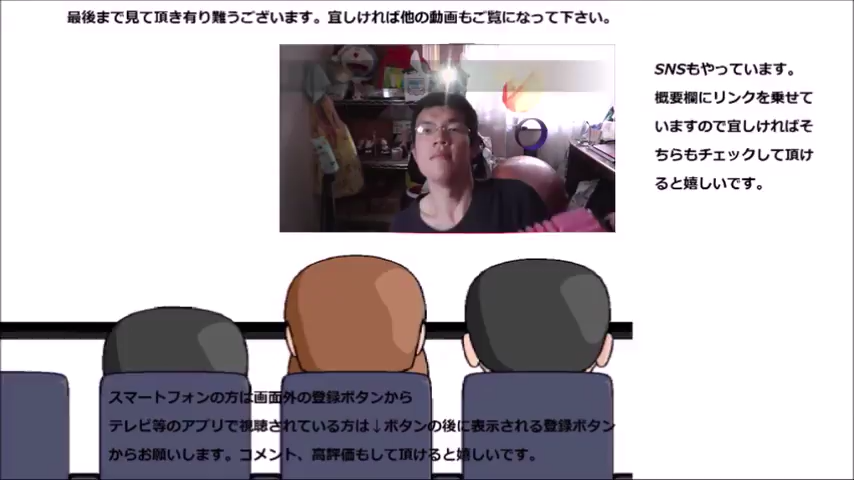 最後まで見て頂き有り難うございます。宜しければ他の動画もご覧になって下さい。
SNSもやっています。
概要欄にリンクを乗せて
いますので宜しければそ
ちらもチェックして頂け
ると嬉しいです。
スマートフォンの方は画面外の登録ボタンから
テレビ等のアプリで視聴されている方は↓ボタンの後に表示される登録ボタン
からお願いします。コメント、高評価もして頂けると嬉しいです。